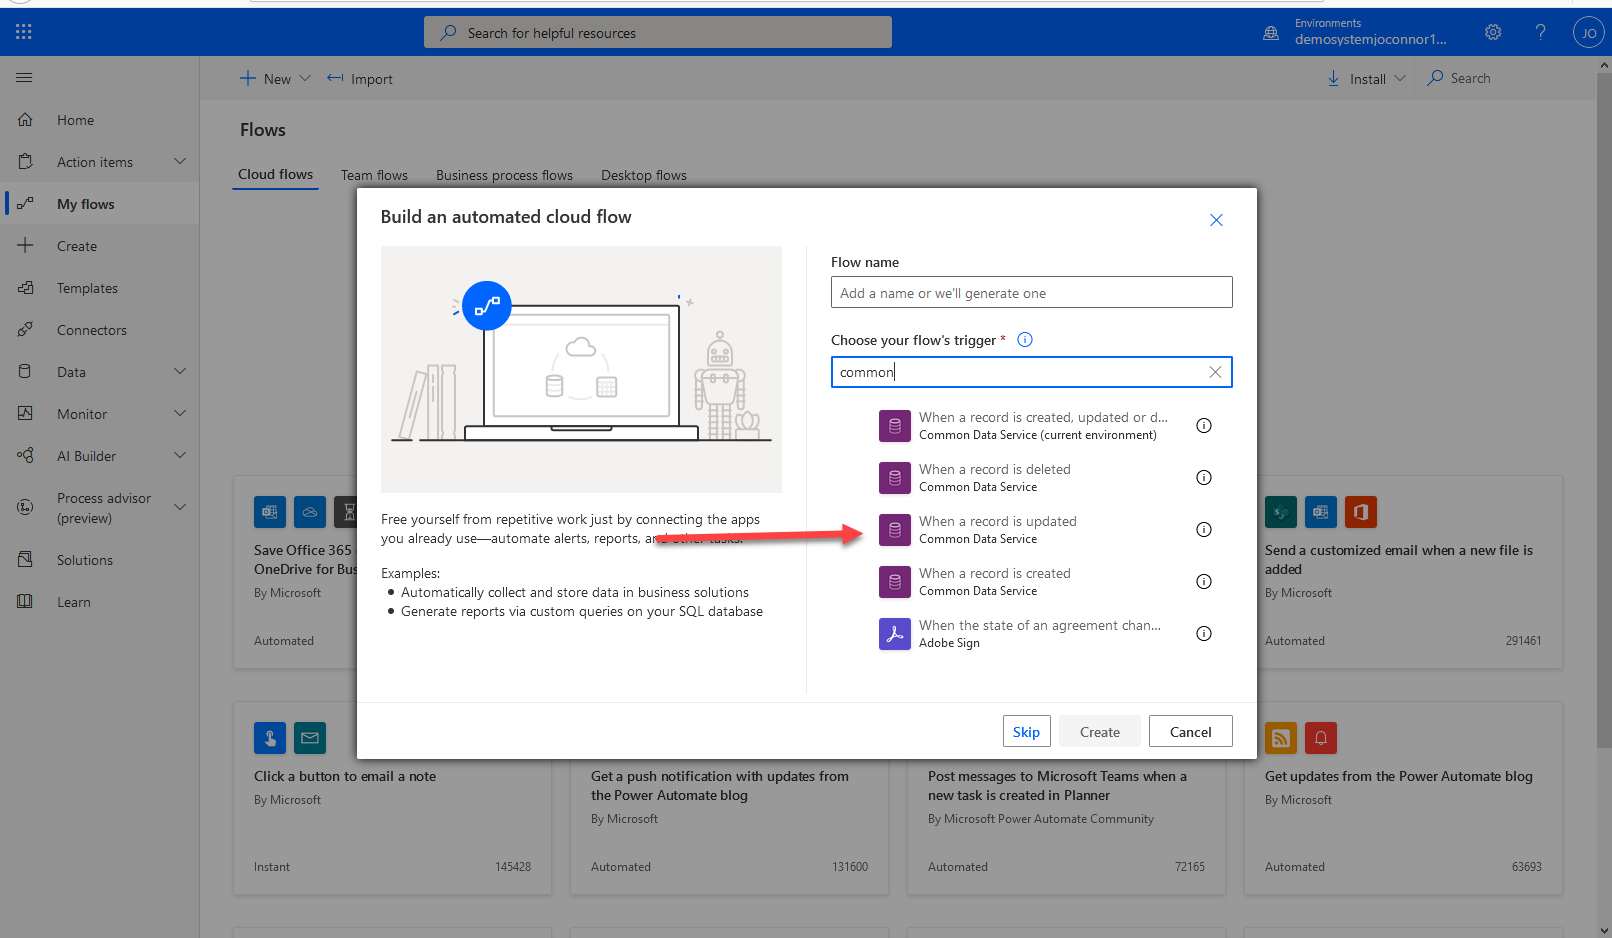 Search for helpful resources
Environments
demosystemjoconnor1...
?
JO
New
Import
Install
Search
Home
Action items
My flows
Create
Templates
Connectors
Data
Monitor
AI Builder
Process advisor
(preview)
Solutions
Learn
Flows
Cloud flows
Team flows
Business process flows
Desktop flows
Build an automated cloud flow
Free yourself from repetitive work just by connecting the apps
you already use—automate alerts, reports, and other tasks.
Examples:
• Automatically collect and store data in business solutions
• Generate reports via custom queries on your SQL database
Flow name
Add a name or we'll generate one
Choose your flow's trigger *
common
When a record is created, updated or d...
Common Data Service (current environment)
When a record is deleted
Common Data Service
When a record is updated
Common Data Service
When a record is created
Common Data Service
When the state of an agreement chan...
Adobe Sign
Skip
Create
Cancel
Save Office 365
OneDrive for Bus
By Microsoft
Automated
Send a customized email when a new file is
added
By Microsoft
Automated
291461
Click a button to email a note
By Microsoft
Instant
145428
Get a push notification with updates from
the Power Automate blog
By Microsoft
Automated
131600
Post messages to Microsoft Teams when a
new task is created in Planner
By Microsoft Power Automate Community
Automated
72165
Get updates from the Power Automate blog
By Microsoft
Automated
63693